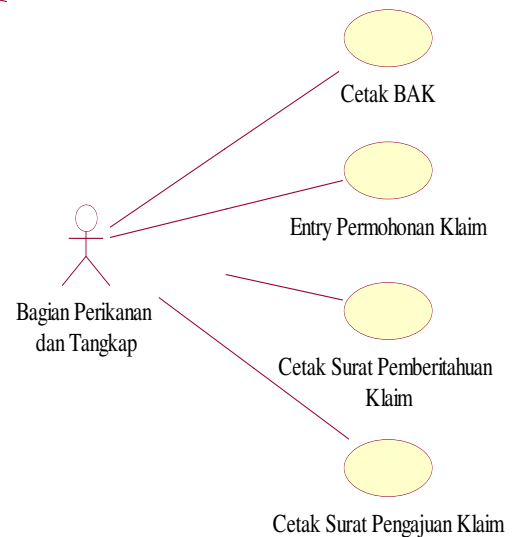 Cetak BAK
Entry Permohonan Klaim
Bagian Perikanan
dan Tangkap
Cetak Surat Pemberitahuan
Klaim
Cetak Surat Pengajuan Klaim